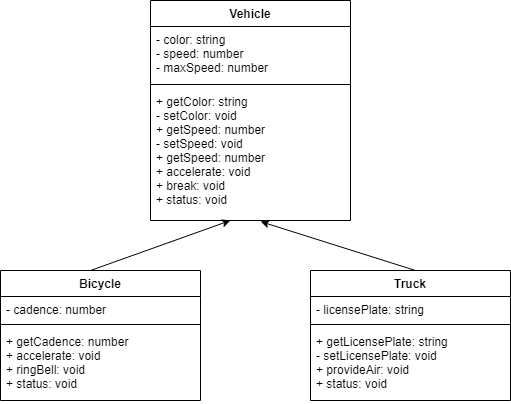 Vehicle
- color: string
- speed: number
- maxSpeed: number
+ getColor: string
- setColor: void
+ getSpeed: number
- setSpeed: void
+ getSpeed: number
+ accelerate: void
+ break: void
+ status: void
Bicycle
- cadence: number
+ getCadence: number
+ accelerate: void
+ ringBell: void
+ status: void
Truck
- licensePlate: string
+ getLicensePlate: string
- setLicensePlate: void
+ provideAir: void
+ status: void